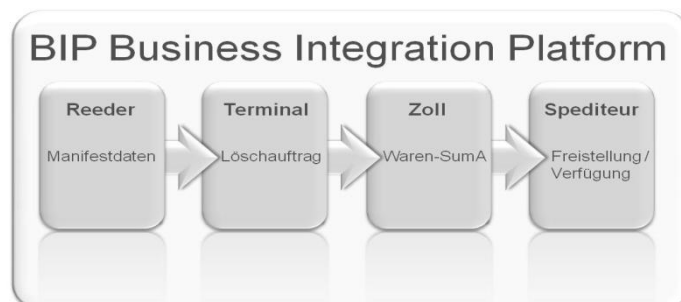 BIP Business Integration Platform
Reeder
Manifestdaten
Terminal
Löschauftrag
Zoll
Waren-SumA
Spediteur
Freistellung /
Verfügung